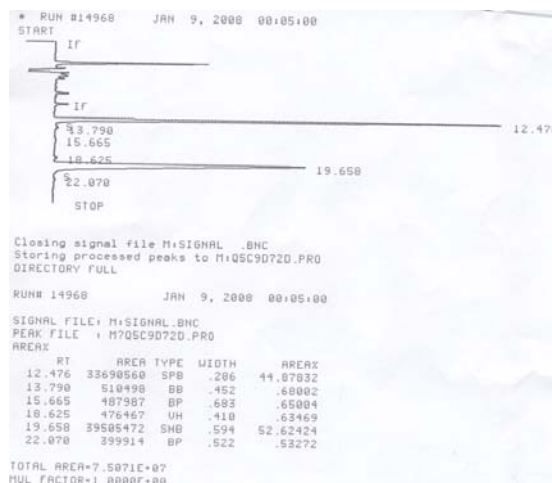 * RUN #14968 JAN 9, 2008 00:05:00
START
IF
IF
12.476
S
13.790
15.665
18.625
19.658
S
22.070
STOP
Closing signal file M:SIGNAL .BNC
Storing processed peaks to M:Q5C9D72D.PRO
DIRECTORY FULL
RUN# 14968 JAN 9, 2008 00:05:00
SIGNAL FILE: M:SIGNAL.BNC
PEAK FILE : M?Q5C9D72D.PRO
AREA%
RT AREA TYPE WIDTH AREA%
12.476 33690560 SPB .286 44.87832
13.790 510498 BB .452 .68002
15.665 487987 BP .683 .65004
18.625 476467 VH .410 .63469
19.658 39505472 SHB .594 52.62424
22.070 399914 BP .522 .53272
TOTAL AREA=7.5071E+07
MUL FACTOR=1.0000E+00